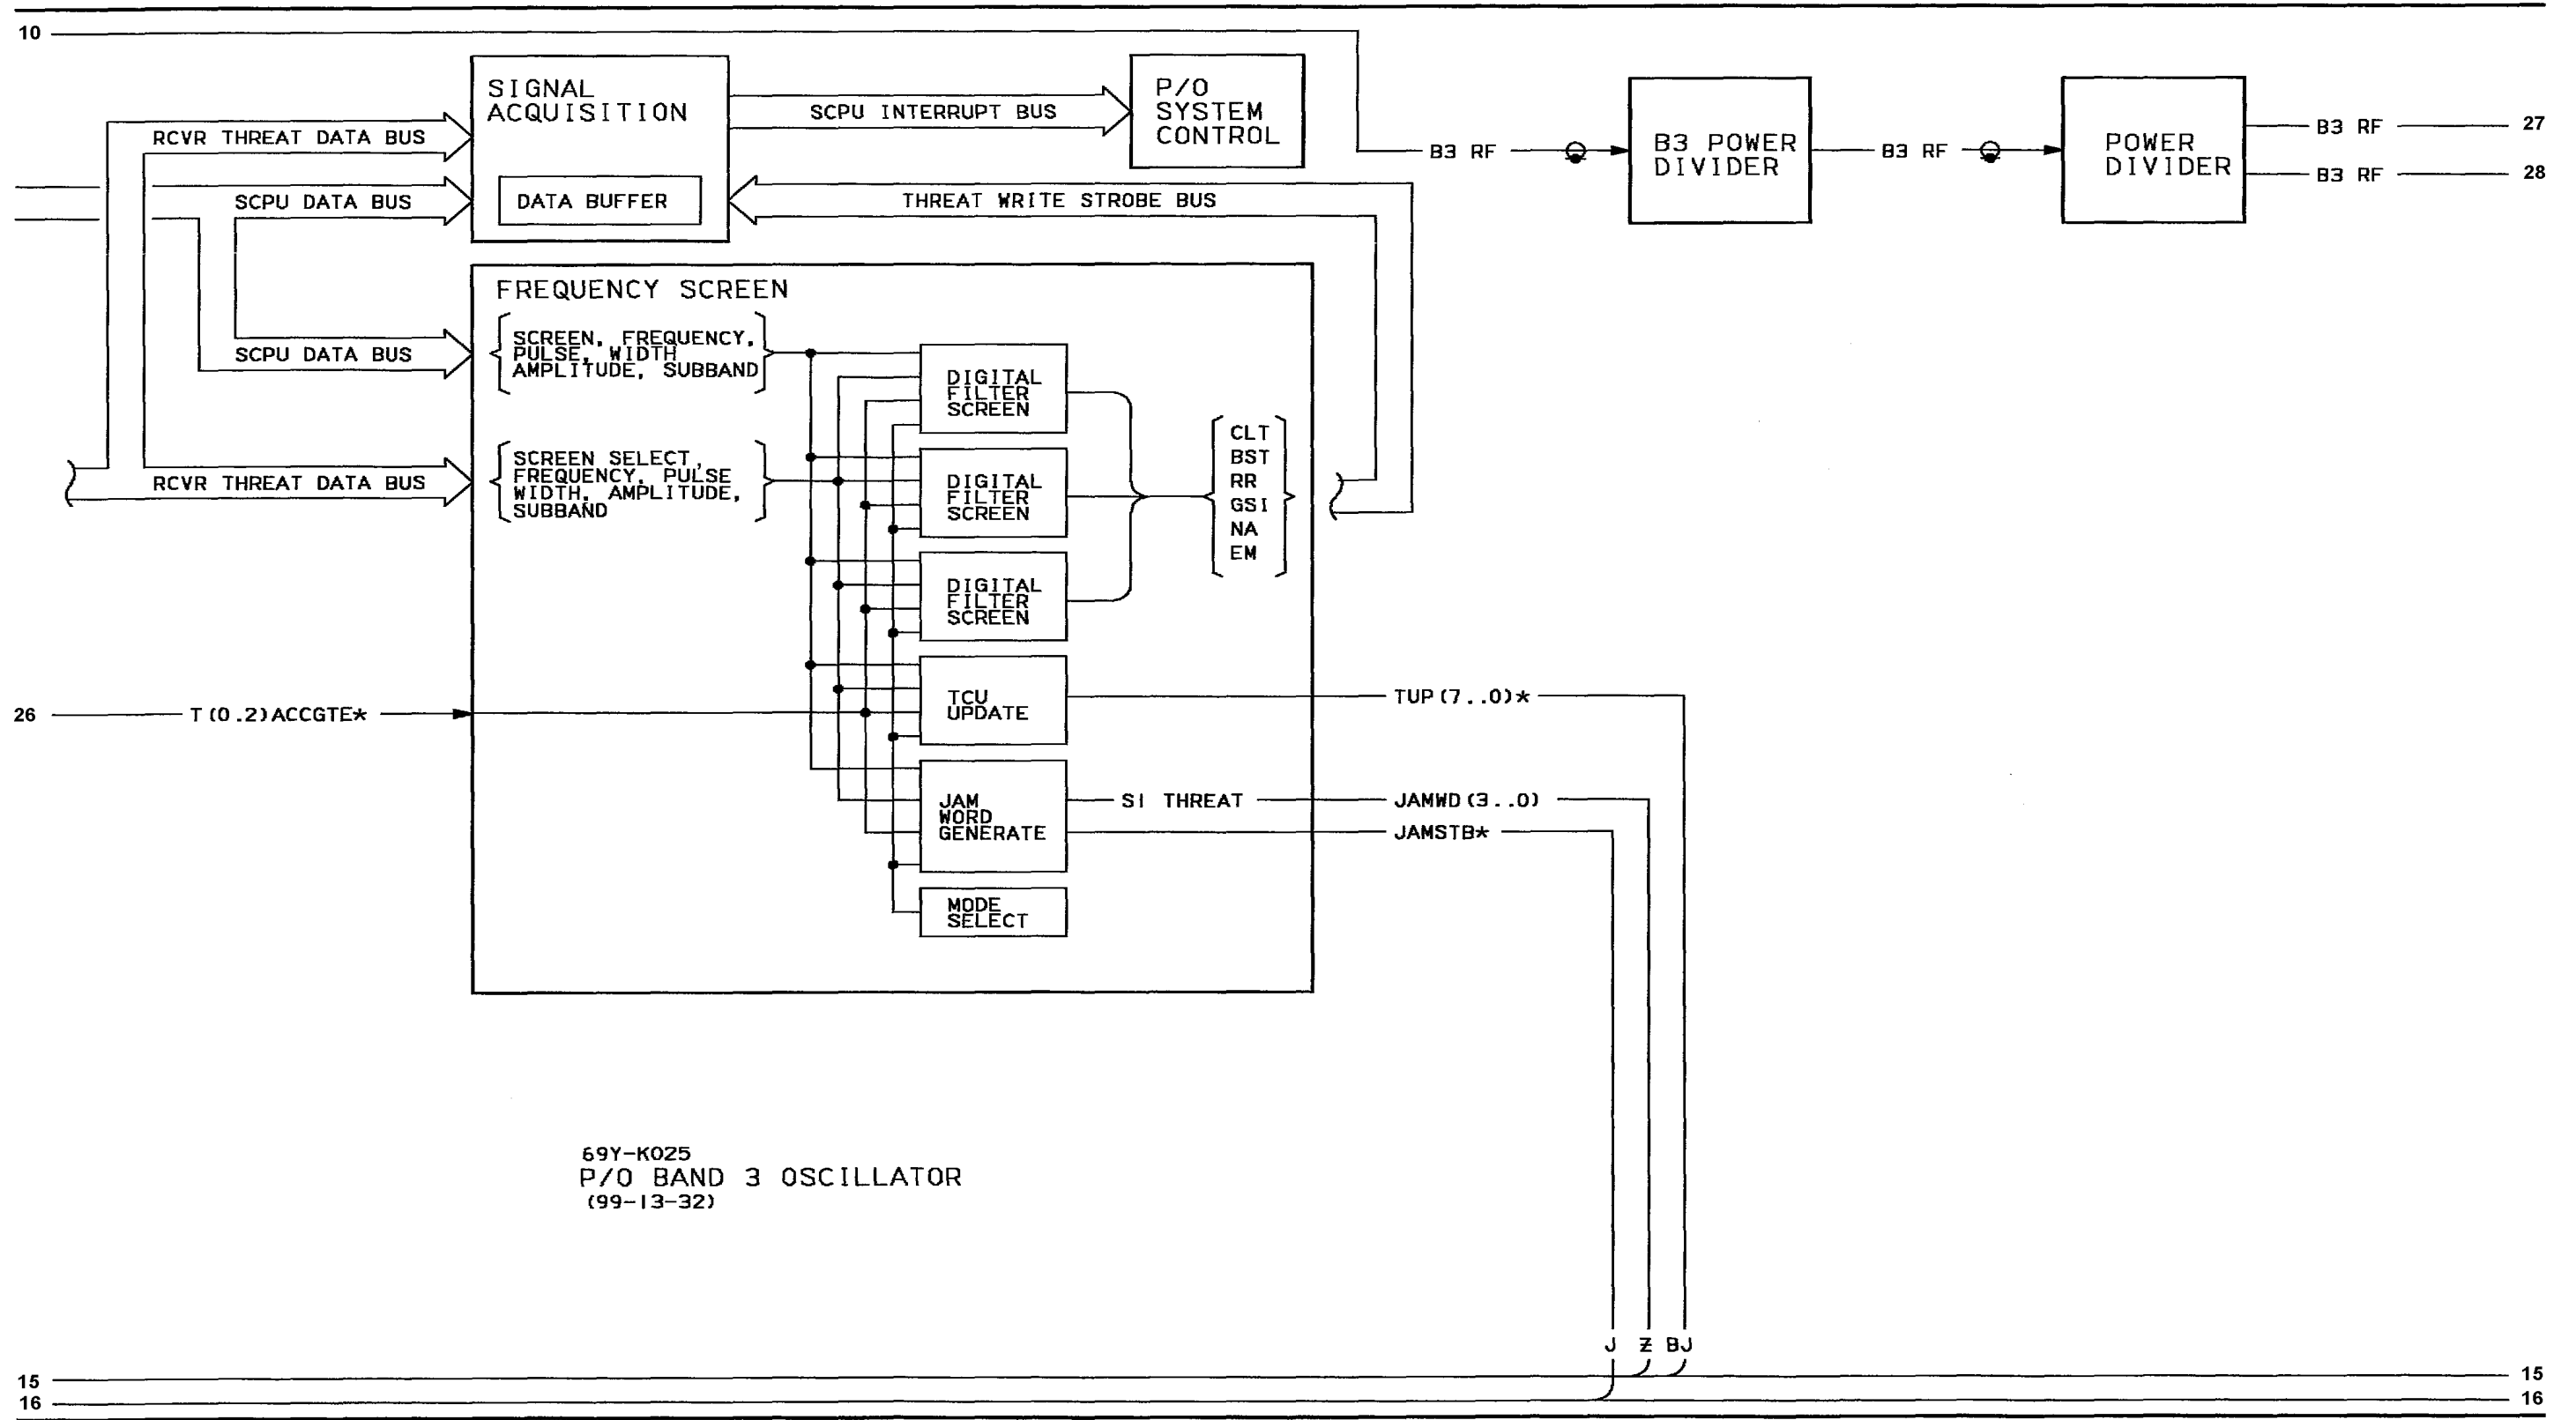 10
SIGNAL
ACQUISITION
DATA BUFFER
SCPU INTERRUPT BUS
P/O
SYSTEM
CONTROL
RCVR THREAT DATA BUS
SCPU DATA BUS
THREAT WRITE STROBE BUS
B3 RF
B3 POWER
DIVIDER
B3 RF
POWER
DIVIDER
B3 RF
27
B3 RF
28
FREQUENCY SCREEN
SCPU DATA BUS
SCREEN, FREQUENCY,
PULSE, WIDTH
AMPLITUDE, SUBBAND
RCVR THREAT DATA BUS
SCREEN SELECT,
FREQUENCY, PULSE
WIDTH, AMPLITUDE,
SUBBAND
DIGITAL
FILTER
SCREEN
DIGITAL
FILTER
SCREEN
DIGITAL
FILTER
SCREEN
CLT
BST
RR
GSI
NA
EM
26
T(0.2)ACCGTE*
TCU
UPDATE
TUP(7..0)*
JAM
WORD
GENERATE
SI THREAT
JAMWD(3..0)
JAMSTB*
MODE
SELECT
69Y-K025
P/O BAND 3 OSCILLATOR
(99-13-32)
J Z BJ
15
15
16
16